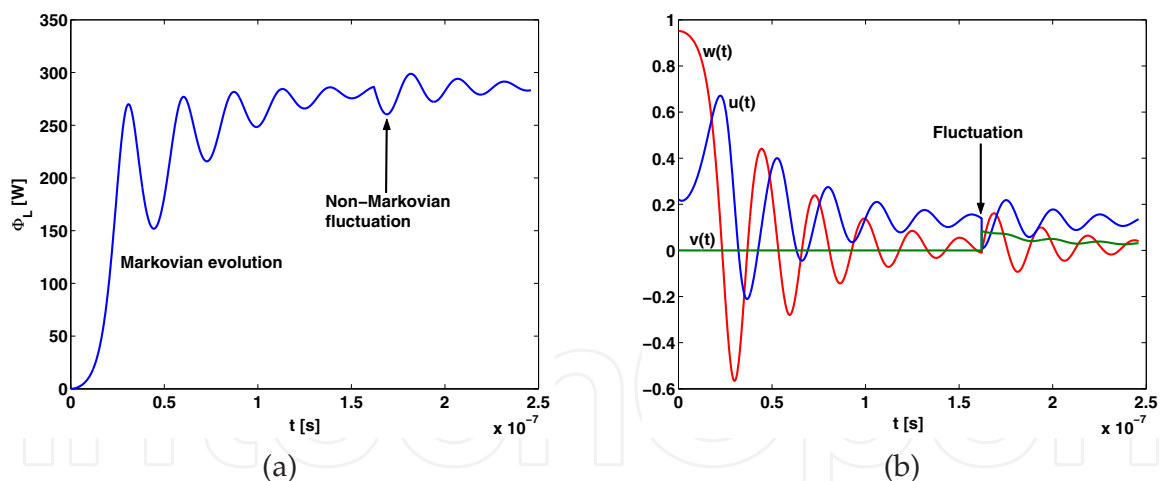 350
300
250
200
150
100
50
0
Φ_L [W]
Markovian evolution
Non−Markovian
fluctuation
0
0.5
1
1.5
2
2.5
t [s]
x 10⁻⁷
(a)
1
0.8
0.6
0.4
0.2
0
-0.2
-0.4
-0.6
w(t)
u(t)
v(t)
Fluctuation
0
0.5
1
1.5
2
2.5
t [s]
x 10⁻⁷
(b)